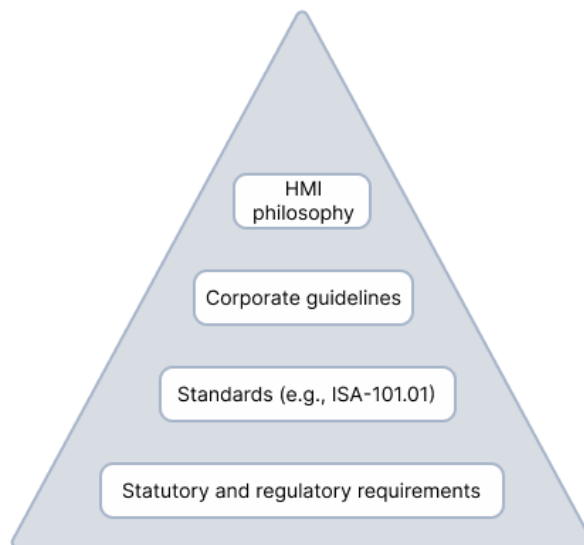 HMI
philosophy
Corporate guidelines
Standards (e.g., ISA-101.01)
Statutory and regulatory requirements